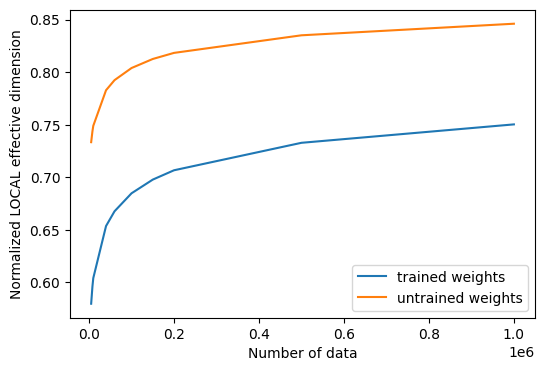 Normalized LOCAL effective dimension
0.85
0.80
0.75
0.70
0.65
0.60
trained weights
untrained weights
0.0 0.2 0.4 0.6 0.8 1.0
1e6
Number of data